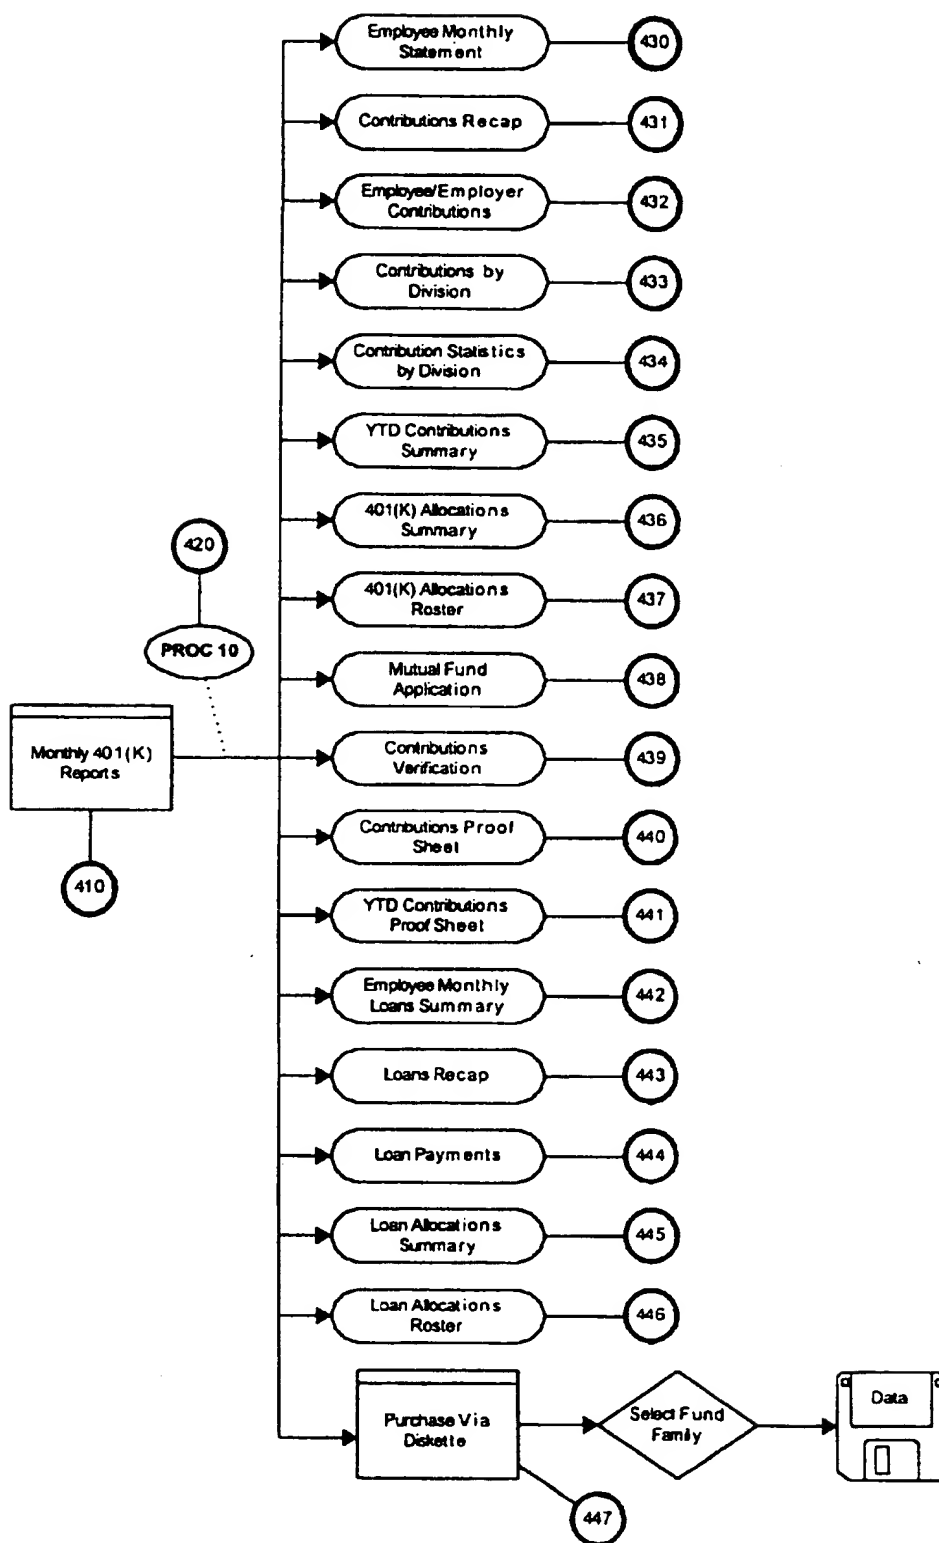 Employee Monthly
Statement
430
Contributions Recap
431
Employee/Employer
Contributions
432
Contributions by
Division
433
Contribution Statistics
by Division
434
YTD Contributions
Summary
435
401(K) Allocations
Summary
436
420
401(K) Allocations
Roster
437
PROC 10
Mutual Fund
Application
438
Monthly 401(K)
Reports
Contributions
Verification
439
410
Contributions Proof
Sheet
440
YTD Contributions
Proof Sheet
441
Employee Monthly
Loans Summary
442
Loans Recap
443
Loan Payments
444
Loan Allocations
Summary
445
Loan Allocations
Roster
446
Purchase Via
Diskette
Select Fund
Family
Data
447